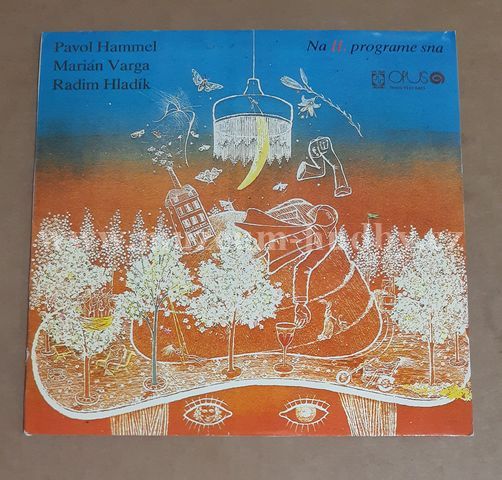 Pavol Hammel
Marián Varga
Radim Hladík
Na II. programe sna
OPUS